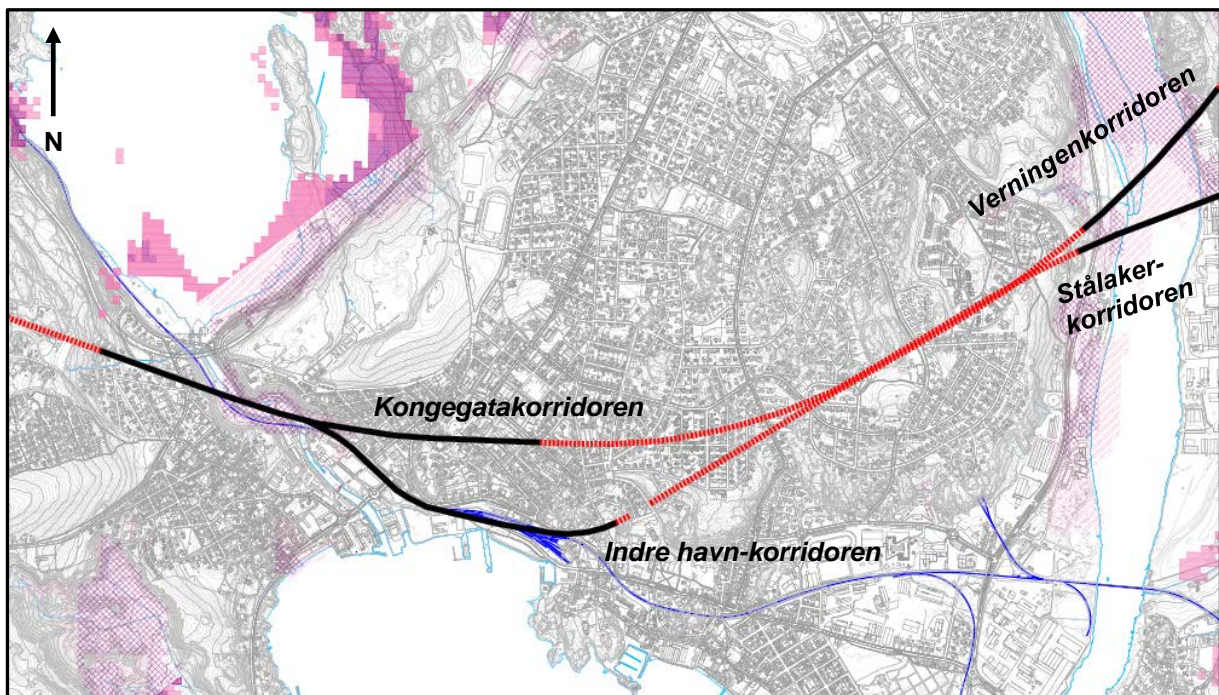 N
Verningenkorridoren
Stålaker-
korridoren
Kongegatakorridoren
Indre havn-korridoren